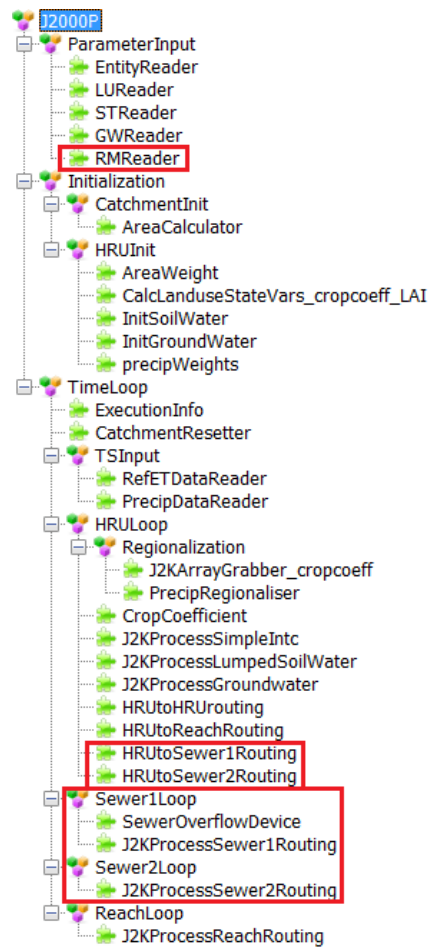 J2000P
ParameterInput
EntityReader
LUReader
STReader
GWReader
RMReader
Initialization
CatchmentInit
AreaCalculator
HRUInit
AreaWeight
CalcLanduseStateVars_cropcoeff_LAI
InitSoilWater
InitGroundWater
precipWeights
TimeLoop
ExecutionInfo
CatchmentResetter
TSInput
RefETDataReader
PrecipDataReader
HRULoop
Regionalization
J2KArrayGrabber_cropcoeff
PrecipRegionaliser
CropCoefficient
J2KProcessSimpleIntc
J2KProcessLumpedSoilWater
J2KProcessGroundwater
HRUtoHRUrouting
HRUtoReachRouting
HRUtoSewer1Routing
HRUtoSewer2Routing
Sewer1Loop
SewerOverflowDevice
J2KProcessSewer1Routing
Sewer2Loop
J2KProcessSewer2Routing
ReachLoop
J2KProcessReachRouting